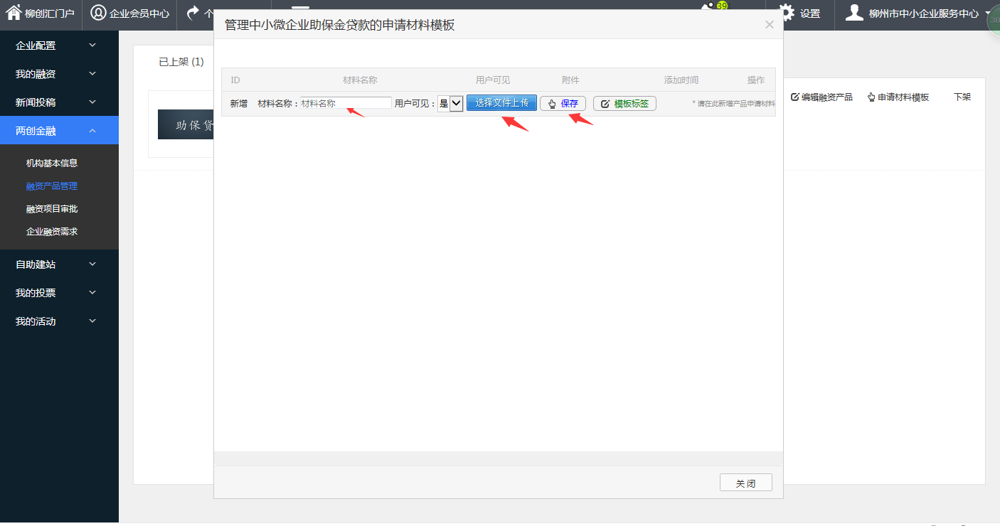 柳创汇门户 企业会员中心 个 39 设置 柳州市中小企业服务中心 30
管理中小微企业助保金贷款的申请材料模板 ×
企业配置
我的融资
新闻投稿
两创金融
机构基本信息
融资产品管理
融资项目审批
企业融资需求
自助建站
我的投票
我的活动
已上架 (1)
助保贷
ID 材料名称 用户可见 附件 添加时间 操作
新增 材料名称： 材料名称 用户可见： 是 选择文件上传 保存 模板标签 * 请在此新增产品申请材料
编辑融资产品 申请材料模板 下架
关闭